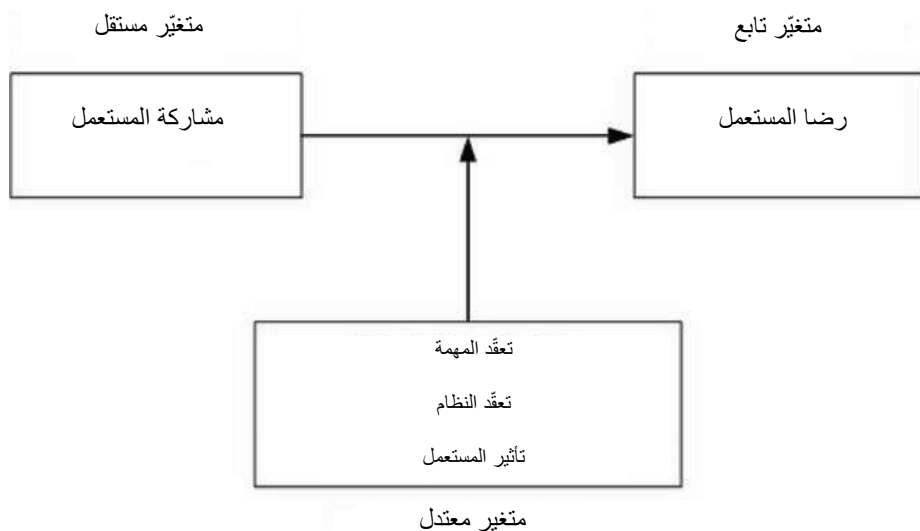 متغيّر مستقل
متغيّر تابع
مشاركة المستعمل
رضا المستعمل
تعقّد المهمة
تعقّد النظام
تأثير المستعمل
متغير معتدل